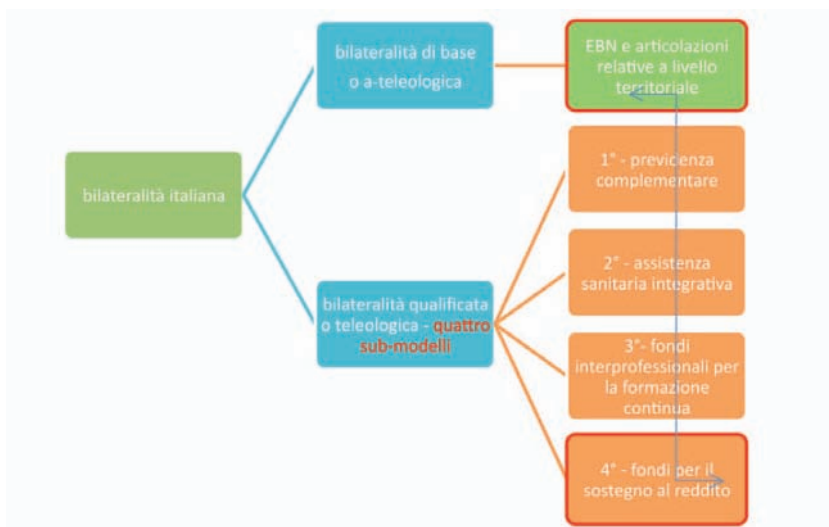 bilateralità italiana
bilateralità di base
o a-teleologica
EBN e articolazioni
relative a livello
territoriale
bilateralità qualificata
o teleologica - quattro
sub-modelli
1° - previdenza
complementare
2° - assistenza
sanitaria integrativa
3°- fondi
interprofessionali per
la formazione
continua
4° - fondi per il
sostegno al reddito